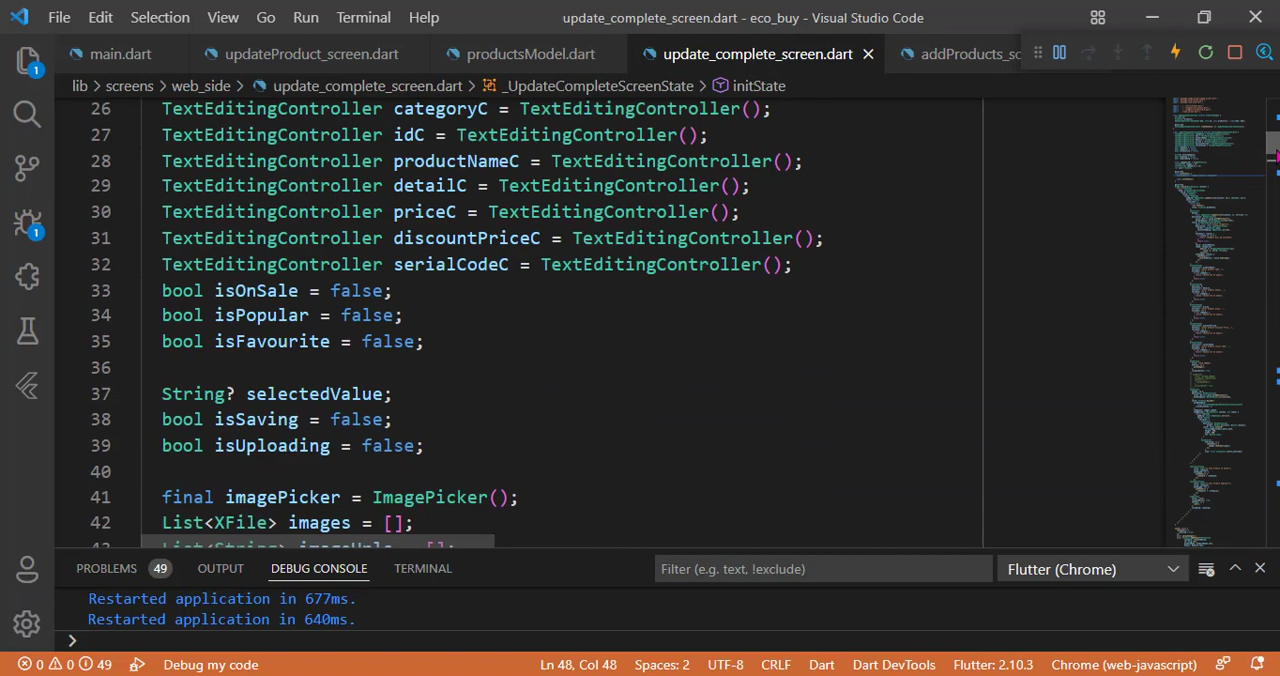 File Edit Selection View Go Run Terminal Help update_complete_screen.dart - eco_buy - Visual Studio Code
main.dart updateProduct_screen.dart productsModel.dart update_complete_screen.dart addProducts_sc
lib > screens > web_side > update_complete_screen.dart > _UpdateCompleteScreenState > initState
26 TextEditingController categoryC = TextEditingController();
27 TextEditingController idC = TextEditingController();
28 TextEditingController productNameC = TextEditingController();
29 TextEditingController detailC = TextEditingController();
30 TextEditingController priceC = TextEditingController();
31 TextEditingController discountPriceC = TextEditingController();
32 TextEditingController serialCodeC = TextEditingController();
33 bool isOnSale = false;
34 bool isPopular = false;
35 bool isFavourite = false;
36
37 String? selectedValue;
38 bool isSaving = false;
39 bool isUploading = false;
40
41 final imagePicker = ImagePicker();
42 List<XFile> images = [];
43 List<String> imageUrls = [];
PROBLEMS 49 OUTPUT DEBUG CONSOLE TERMINAL Filter (e.g. text, !exclude) Flutter (Chrome)
Restarted application in 677ms.
Restarted application in 640ms.
>
0 0 49 Debug my code Ln 48, Col 48 Spaces: 2 UTF-8 CRLF Dart Dart DevTools Flutter: 2.10.3 Chrome (web-javascript)
1
1